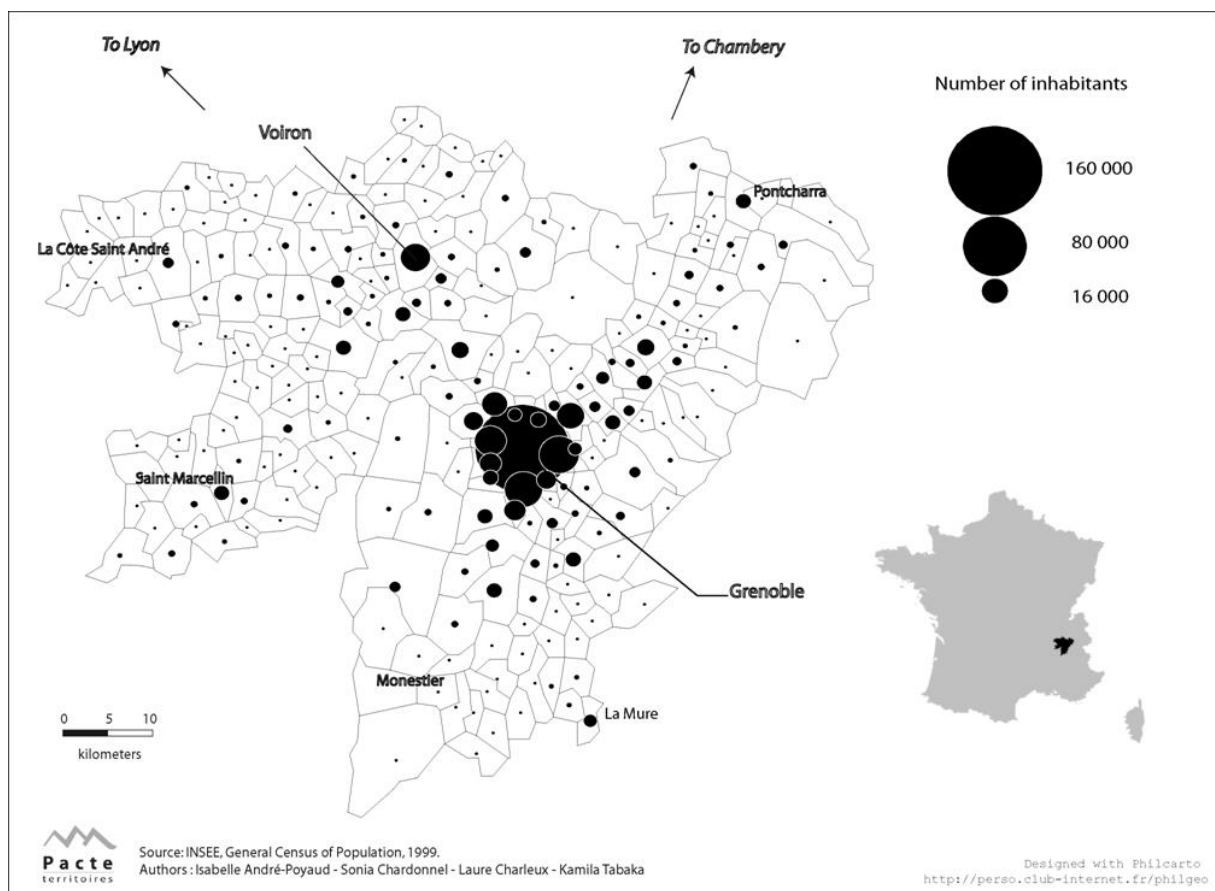 To Lyon
To Chambery
Number of inhabitants
Voiron
160 000
Pontcharra
La Côte Saint André
80 000
16 000
Saint Marcellin
Grenoble
Monestier
La Mure
0 5 10
kilometers
Pacte
territoires
Source: INSEE, General Census of Population, 1999.
Authors : Isabelle André-Poyaud - Sonia Chardonnel - Laure Charleux - Kamila Tabaka
Designed with Philcarto
http://perso.club-internet.fr/philgeo